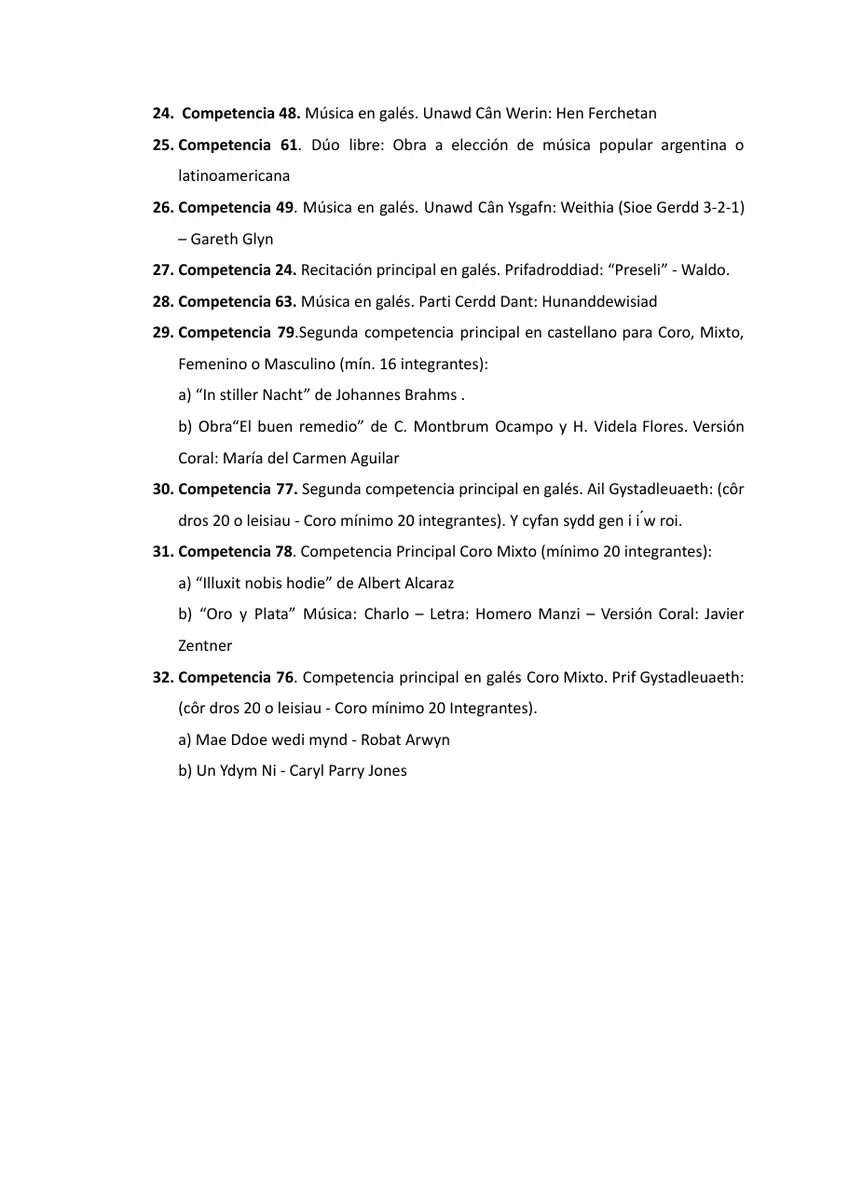 24. Competencia 48. Música en galés. Unawd Cân Werin: Hen Ferchetan
25. Competencia 61. Dúo libre: Obra a elección de música popular argentina o
latinoamericana
26. Competencia 49. Música en galés. Unawd Cân Ysgafn: Weithia (Sioe Gerdd 3-2-1)
– Gareth Glyn
27. Competencia 24. Recitación principal en galés. Prifadroddiad: “Preseli” - Waldo.
28. Competencia 63. Música en galés. Parti Cerdd Dant: Hunanddewisiad
29. Competencia 79.Segunda competencia principal en castellano para Coro, Mixto,
Femenino o Masculino (mín. 16 integrantes):
a) “In stiller Nacht” de Johannes Brahms .
b) Obra“El buen remedio” de C. Montbrum Ocampo y H. Videla Flores. Versión
Coral: María del Carmen Aguilar
30. Competencia 77. Segunda competencia principal en galés. Ail Gystadleuaeth: (côr
dros 20 o leisiau - Coro mínimo 20 integrantes). Y cyfan sydd gen i i´w roi.
31. Competencia 78. Competencia Principal Coro Mixto (mínimo 20 integrantes):
a) “Illuxit nobis hodie” de Albert Alcaraz
b) “Oro y Plata” Música: Charlo – Letra: Homero Manzi – Versión Coral: Javier
Zentner
32. Competencia 76. Competencia principal en galés Coro Mixto. Prif Gystadleuaeth:
(côr dros 20 o leisiau - Coro mínimo 20 Integrantes).
a) Mae Ddoe wedi mynd - Robat Arwyn
b) Un Ydym Ni - Caryl Parry Jones